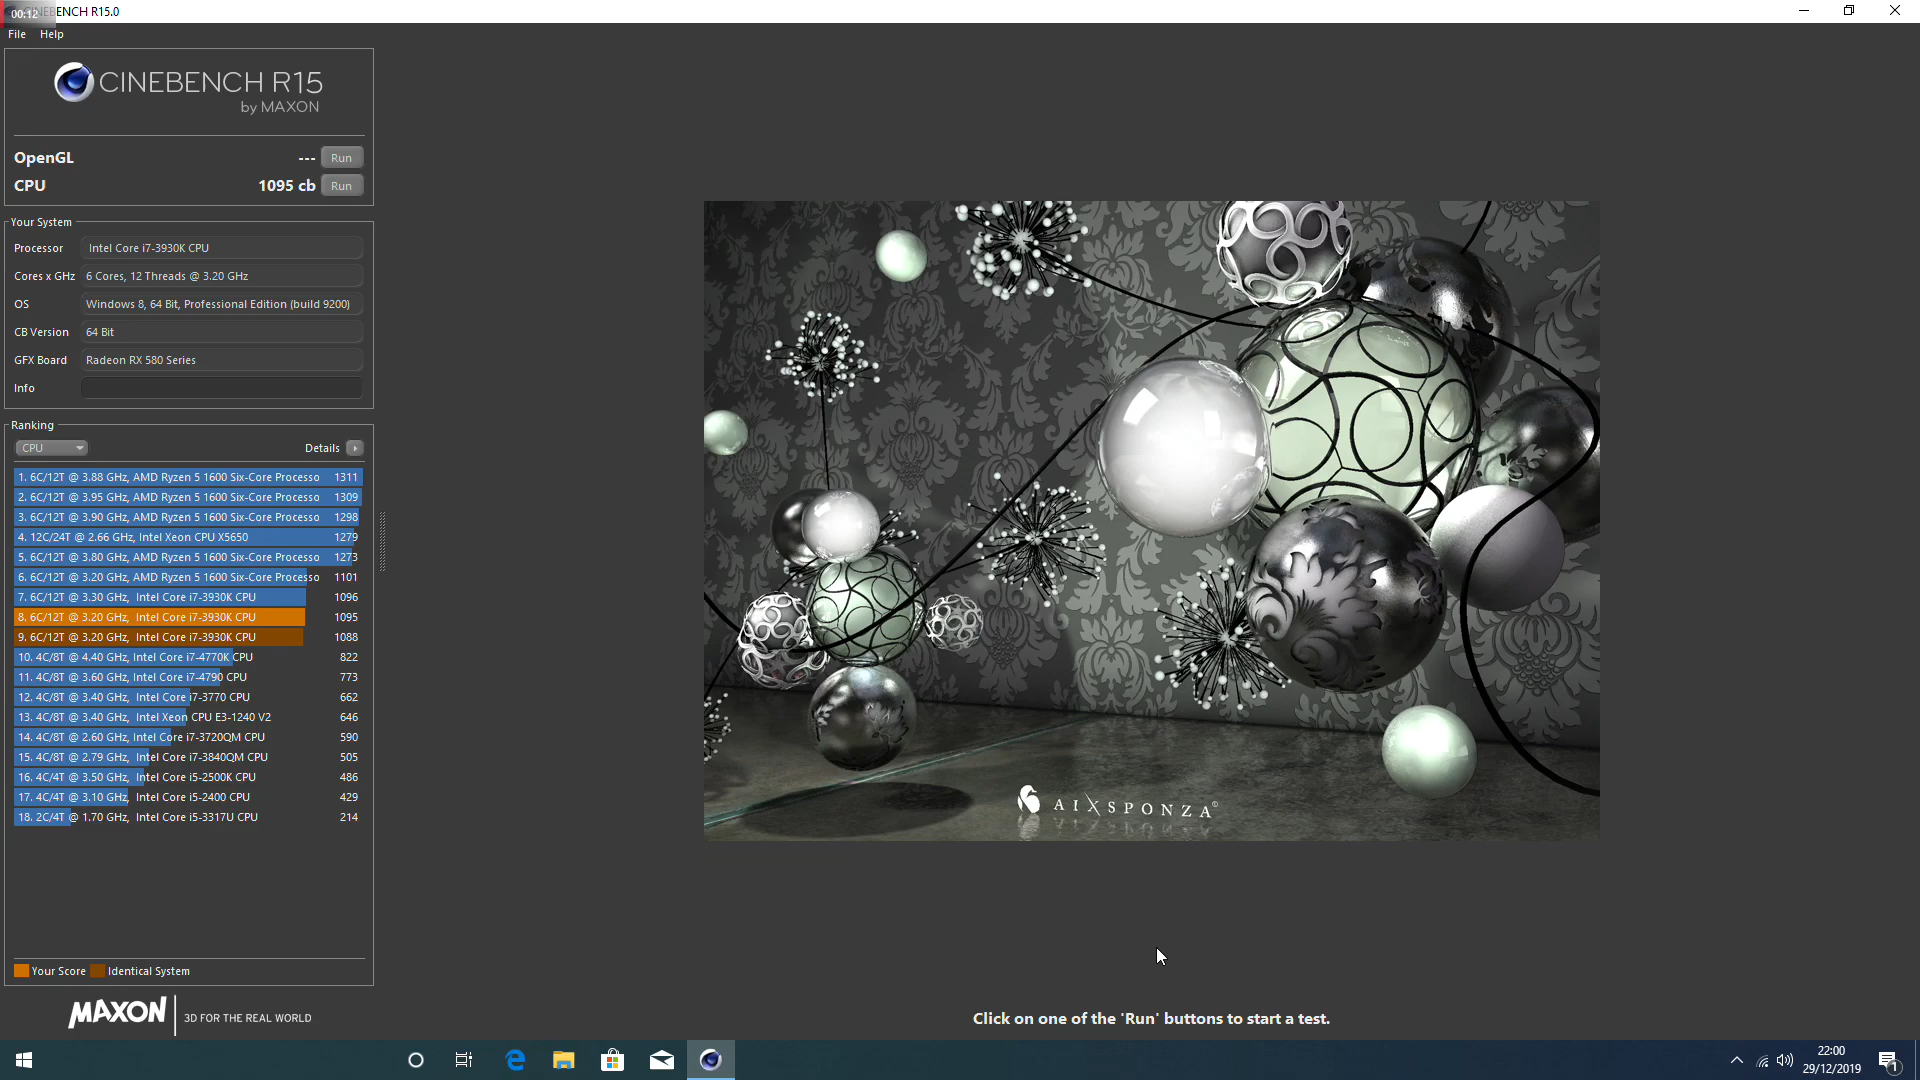 00:12
CINEBENCH R15.0
File Help
CINEBENCH R15
by MAXON
OpenGL --- Run
CPU 1095 cb Run
Your System
Processor Intel Core i7-3930K CPU
Cores x GHz 6 Cores, 12 Threads @ 3.20 GHz
OS Windows 8, 64 Bit, Professional Edition (build 9200)
CB Version 64 Bit
GFX Board Radeon RX 580 Series
Info
Ranking
CPU Details
1. 6C/12T @ 3.88 GHz, AMD Ryzen 5 1600 Six-Core Processo 1311
2. 6C/12T @ 3.95 GHz, AMD Ryzen 5 1600 Six-Core Processo 1309
3. 6C/12T @ 3.90 GHz, AMD Ryzen 5 1600 Six-Core Processo 1298
4. 12C/24T @ 2.66 GHz, Intel Xeon CPU X5650 1279
5. 6C/12T @ 3.80 GHz, AMD Ryzen 5 1600 Six-Core Processo 1273
6. 6C/12T @ 3.20 GHz, AMD Ryzen 5 1600 Six-Core Processo 1101
7. 6C/12T @ 3.30 GHz, Intel Core i7-3930K CPU 1096
8. 6C/12T @ 3.20 GHz, Intel Core i7-3930K CPU 1095
9. 6C/12T @ 3.20 GHz, Intel Core i7-3930K CPU 1088
10. 4C/8T @ 4.40 GHz, Intel Core i7-4770K CPU 822
11. 4C/8T @ 3.60 GHz, Intel Core i7-4790 CPU 773
12. 4C/8T @ 3.40 GHz, Intel Core i7-3770 CPU 662
13. 4C/8T @ 3.40 GHz, Intel Xeon CPU E3-1240 V2 646
14. 4C/8T @ 2.60 GHz, Intel Core i7-3720QM CPU 590
15. 4C/8T @ 2.79 GHz, Intel Core i7-3840QM CPU 505
16. 4C/4T @ 3.50 GHz, Intel Core i5-2500K CPU 486
17. 4C/4T @ 3.10 GHz, Intel Core i5-2400 CPU 429
18. 2C/4T @ 1.70 GHz, Intel Core i5-3317U CPU 214
Your Score Identical System
MAXON 3D FOR THE REAL WORLD
AIXSPONZA®
Click on one of the 'Run' buttons to start a test.
22:00
29/12/2019
1